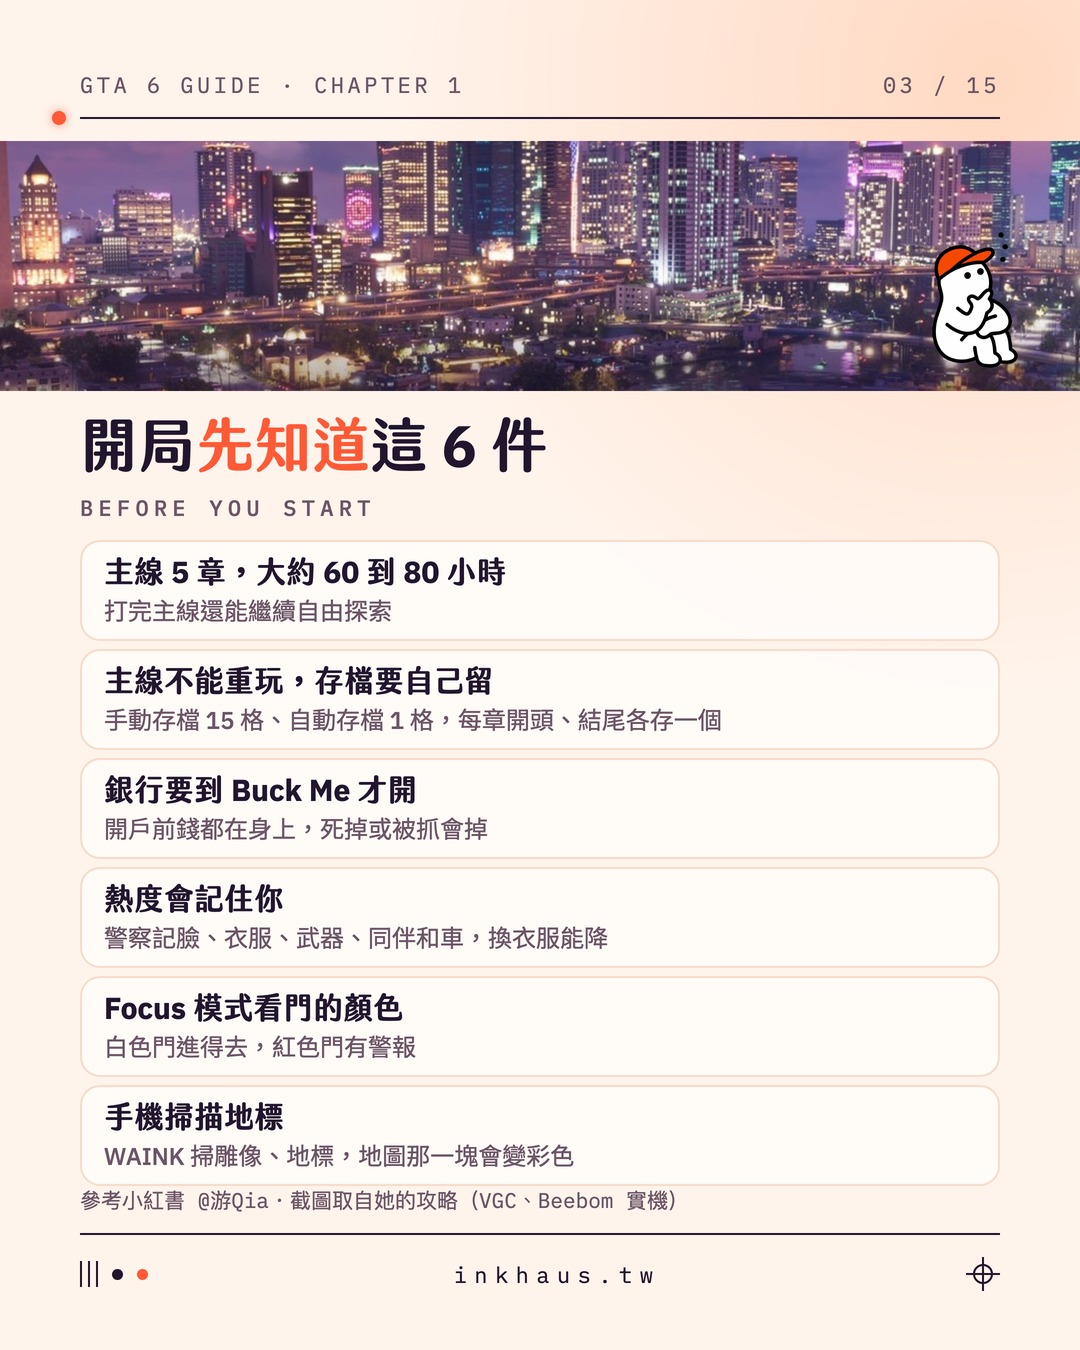 GTA 6 GUIDE · CHAPTER 1
03 / 15
開局先知道這 6 件
BEFORE YOU START
主線 5 章，大約 60 到 80 小時
打完主線還能繼續自由探索
主線不能重玩，存檔要自己留
手動存檔 15 格、自動存檔 1 格，每章開頭、結尾各存一個
銀行要到 Buck Me 才開
開戶前錢都在身上，死掉或被抓會掉
熱度會記住你
警察記臉、衣服、武器、同伴和車，換衣服能降
Focus 模式看門的顏色
白色門進得去，紅色門有警報
手機掃描地標
WAINK 掃雕像、地標，地圖那一塊會變彩色
參考小紅書 @游Qia · 截圖取自她的攻略（VGC、Beebom 實機）
inkhaus.tw